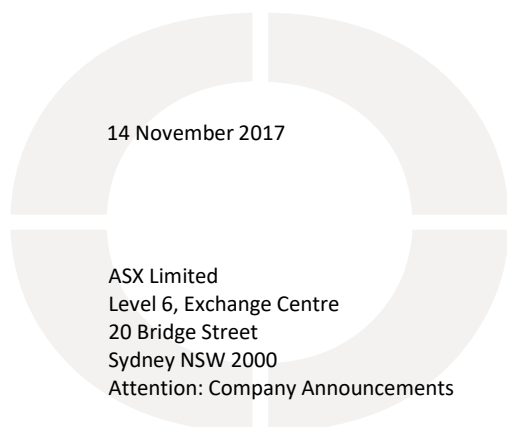 14 November 2017
ASX Limited
Level 6, Exchange Centre
20 Bridge Street
Sydney NSW 2000
Attention: Company Announcements